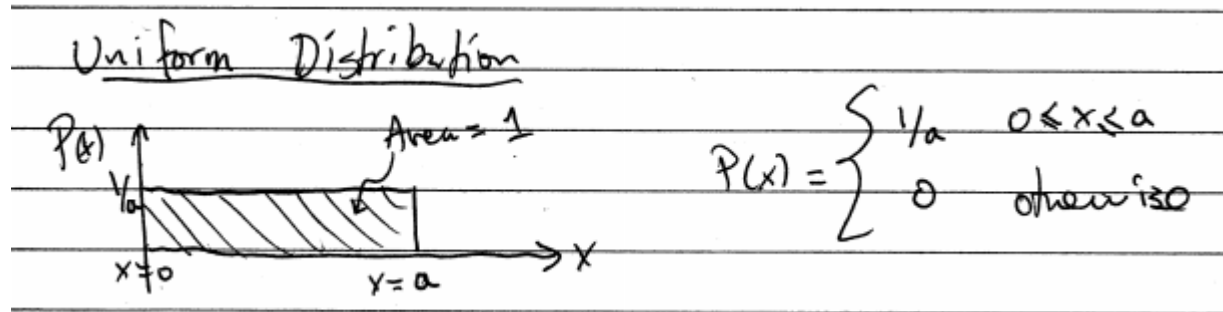 Uniform Distribution
P(x)
Area = 1
1/a
x=0
x=a
x
P(x) = { 1/a 0≤x≤a
0 otherwise